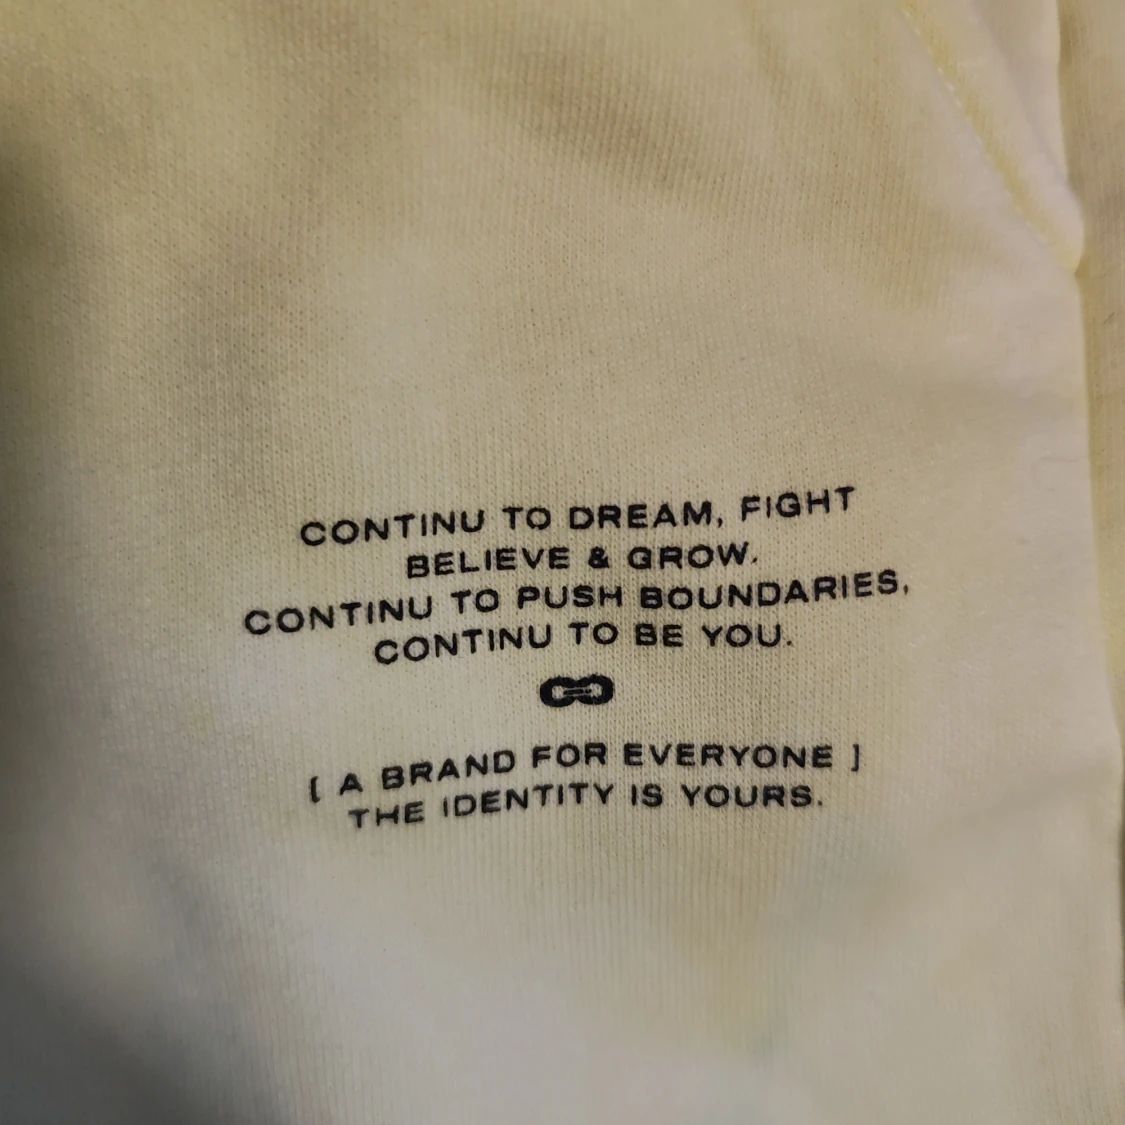 CONTINU TO DREAM, FIGHT
BELIEVE & GROW.
CONTINU TO PUSH BOUNDARIES,
CONTINU TO BE YOU.
[ A BRAND FOR EVERYONE ]
THE IDENTITY IS YOURS.